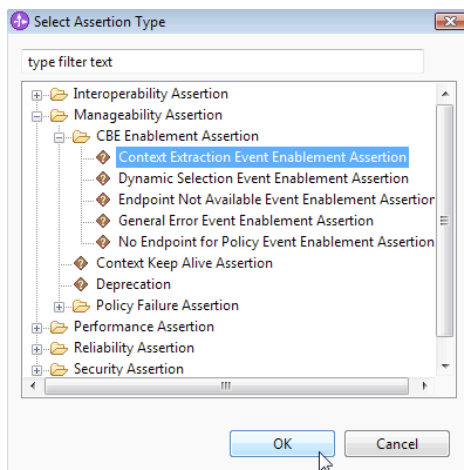 Select Assertion Type
type filter text
Interoperability Assertion
Manageability Assertion
CBE Enablement Assertion
Context Extraction Event Enablement Assertion
Dynamic Selection Event Enablement Assertion
Endpoint Not Available Event Enablement Assertion
General Error Event Enablement Assertion
No Endpoint for Policy Event Enablement Assertion
Context Keep Alive Assertion
Deprecation
Policy Failure Assertion
Performance Assertion
Reliability Assertion
Security Assertion
OK Cancel